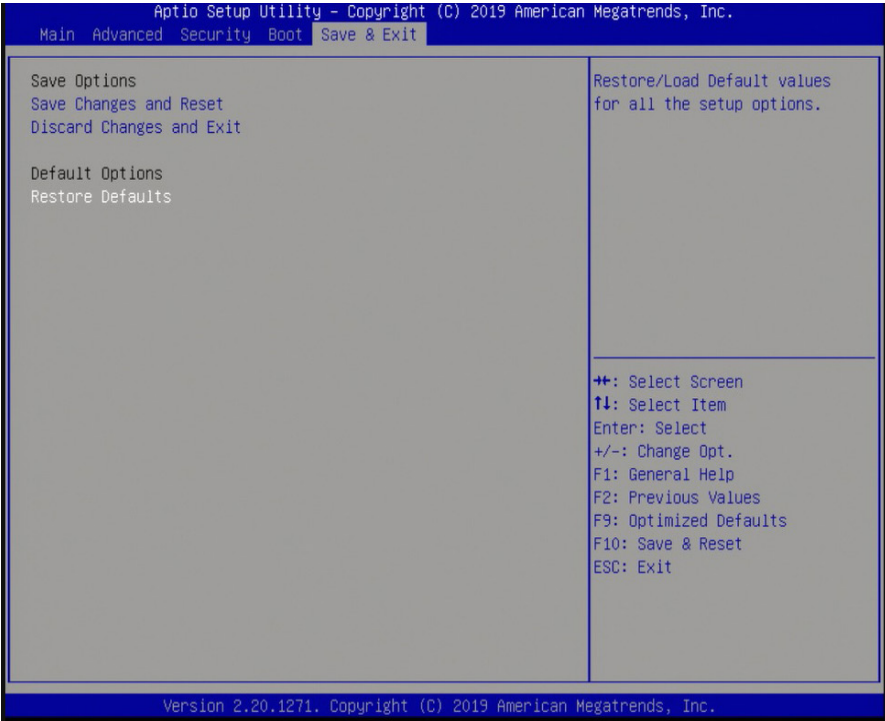 Aptio Setup Utility – Copyright (C) 2019 American Megatrends, Inc.
Main Advanced Security Boot Save & Exit
Save Options
Save Changes and Reset
Discard Changes and Exit
Default Options
Restore Defaults
Restore/Load Default values
for all the setup options.
→←: Select Screen
↑↓: Select Item
Enter: Select
+/-: Change Opt.
F1: General Help
F2: Previous Values
F9: Optimized Defaults
F10: Save & Reset
ESC: Exit
Version 2.20.1271. Copyright (C) 2019 American Megatrends, Inc.